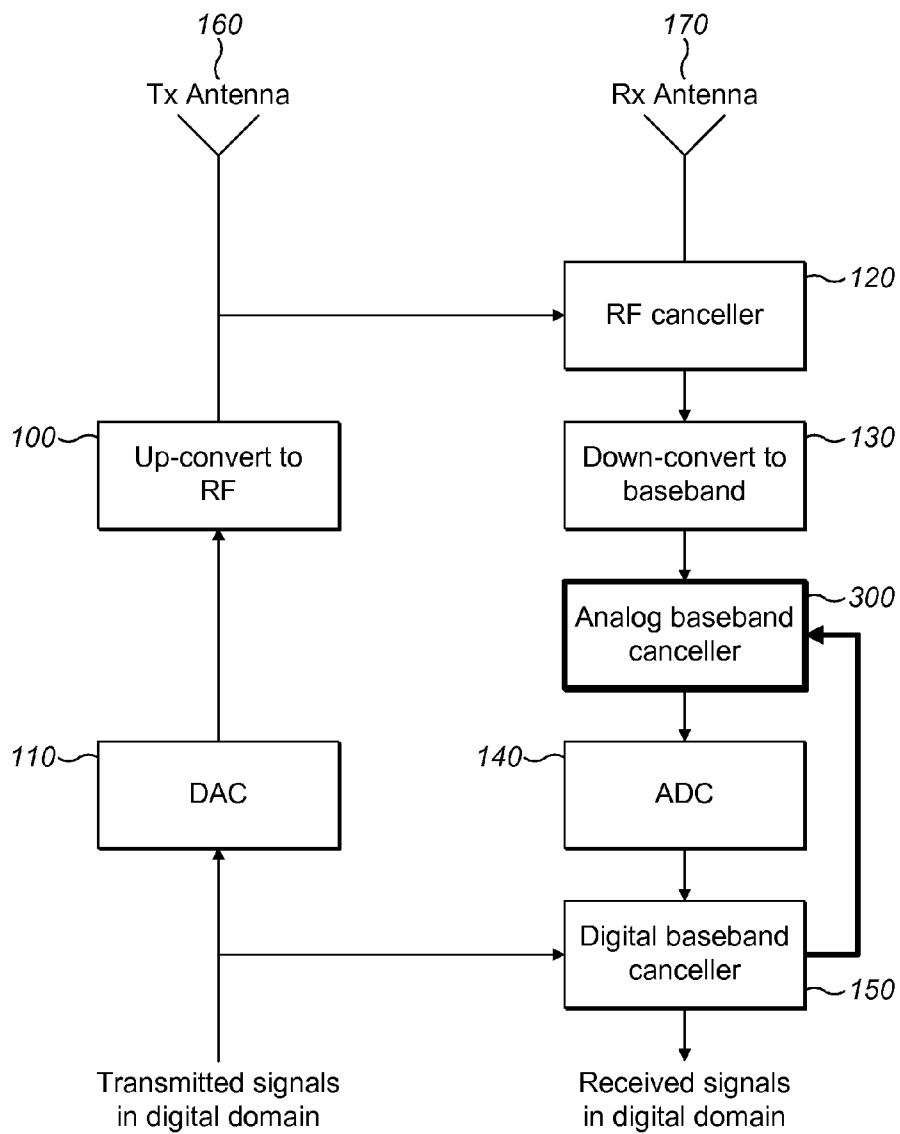 160
170
Tx Antenna
Rx Antenna
120
RF canceller
100
Up-convert to
RF
130
Down-convert to
baseband
300
Analog baseband
canceller
110
DAC
140
ADC
Digital baseband
canceller
150
Transmitted signals
in digital domain
Received signals
in digital domain